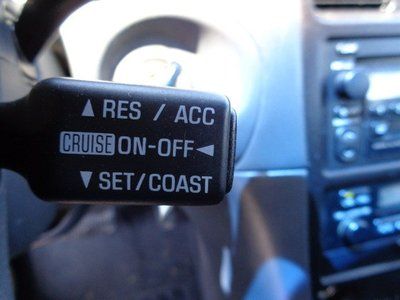 ▲ RES / ACC
CRUISE ON-OFF ◄
▼ SET/COAST